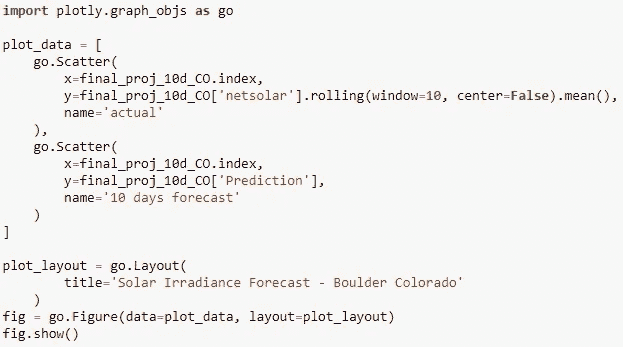 import plotly.graph_objs as go

plot_data = [
    go.Scatter(
        x=final_proj_10d_CO.index,
        y=final_proj_10d_CO['netsolar'].rolling(window=10, center=False).mean(),
        name='actual'
    ),
    go.Scatter(
        x=final_proj_10d_CO.index,
        y=final_proj_10d_CO['Prediction'],
        name='10 days forecast'
    )
]

plot_layout = go.Layout(
        title='Solar Irradiance Forecast - Boulder Colorado'
    )
fig = go.Figure(data=plot_data, layout=plot_layout)
fig.show()